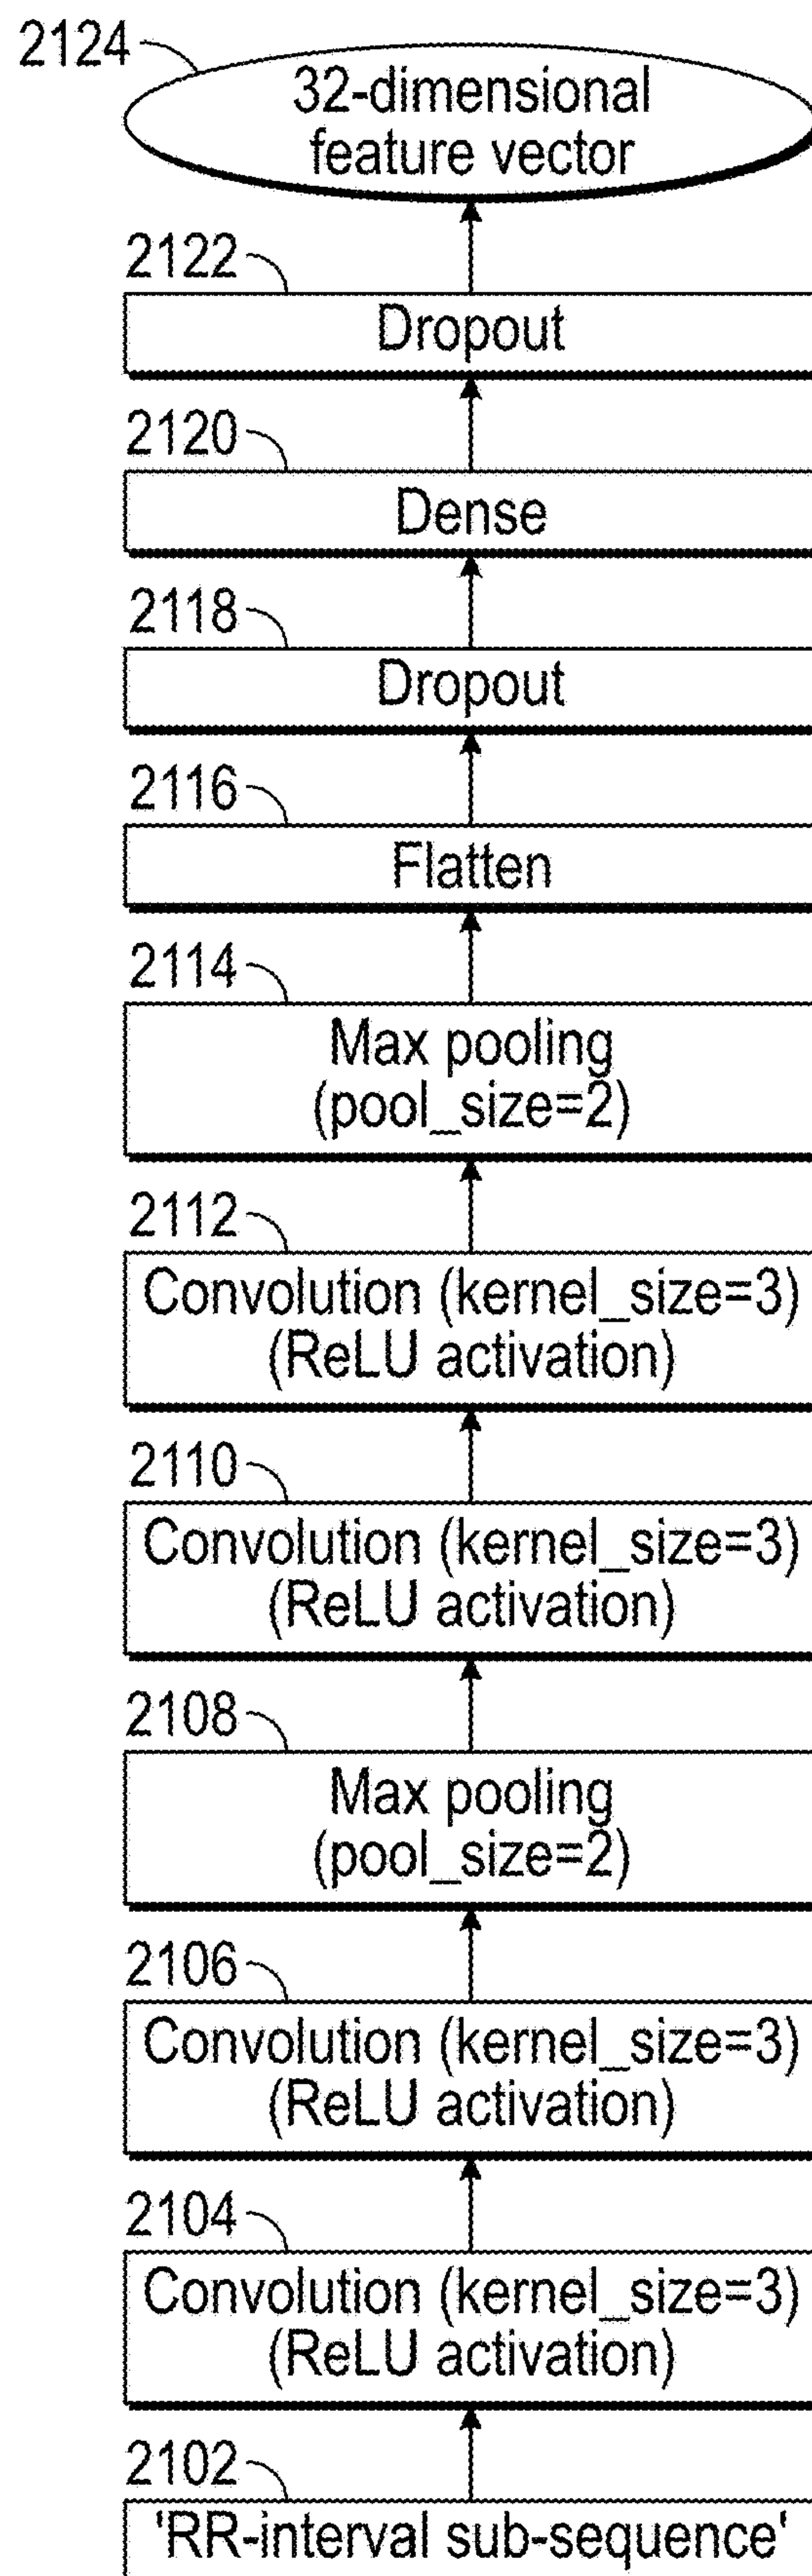 2124
32-dimensional
feature vector
2122
Dropout
2120
Dense
2118
Dropout
2116
Flatten
2114
Max pooling
(pool_size=2)
2112
Convolution (kernel_size=3)
(ReLU activation)
2110
Convolution (kernel_size=3)
(ReLU activation)
2108
Max pooling
(pool_size=2)
2106
Convolution (kernel_size=3)
(ReLU activation)
2104
Convolution (kernel_size=3)
(ReLU activation)
2102
'RR-interval sub-sequence'